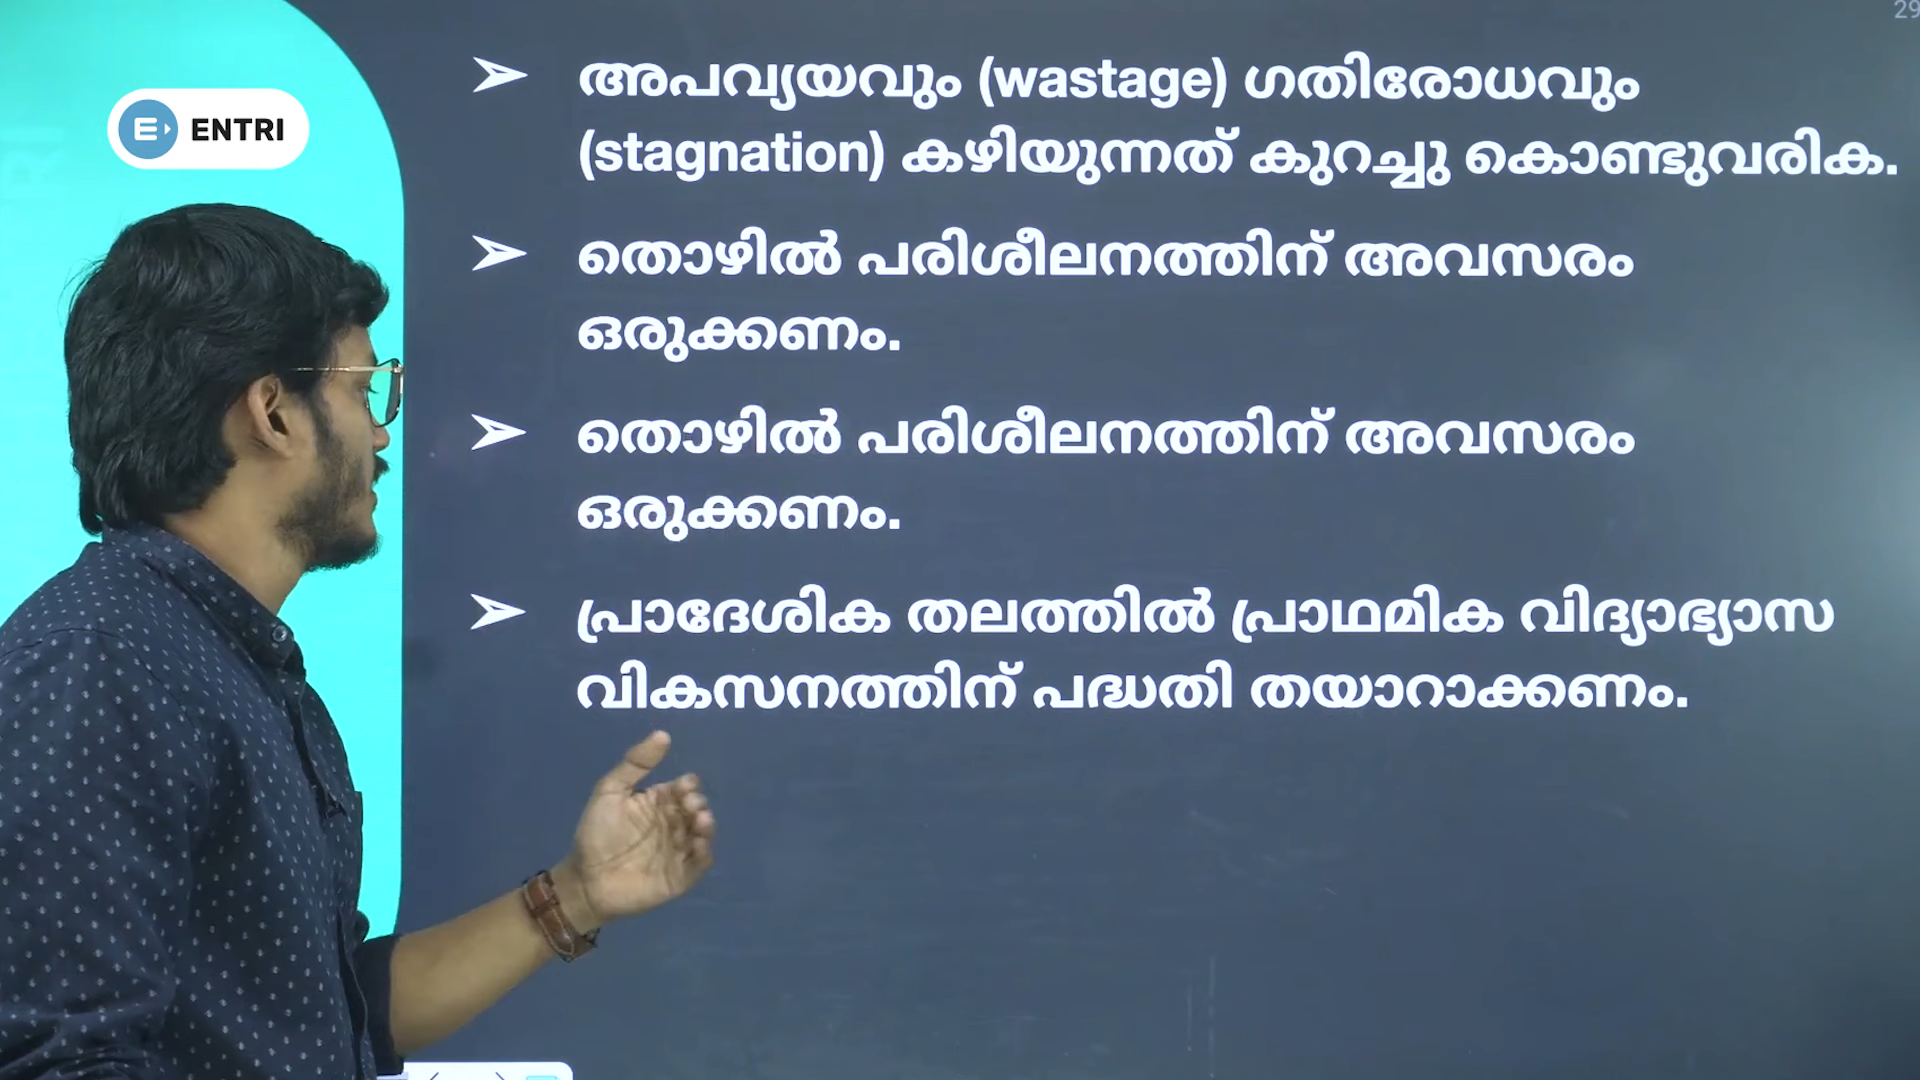 29
ENTRI
അപവ്യയവും (wastage) ഗതിരോധവും
(stagnation) കഴിയുന്നത് കുറച്ചു കൊണ്ടുവരിക.
തൊഴിൽ പരിശീലനത്തിന് അവസരം
ഒരുക്കണം.
തൊഴിൽ പരിശീലനത്തിന് അവസരം
ഒരുക്കണം.
പ്രാദേശിക തലത്തിൽ പ്രാഥമിക വിദ്യാഭ്യാസ
വികസനത്തിന് പദ്ധതി തയാറാക്കണം.